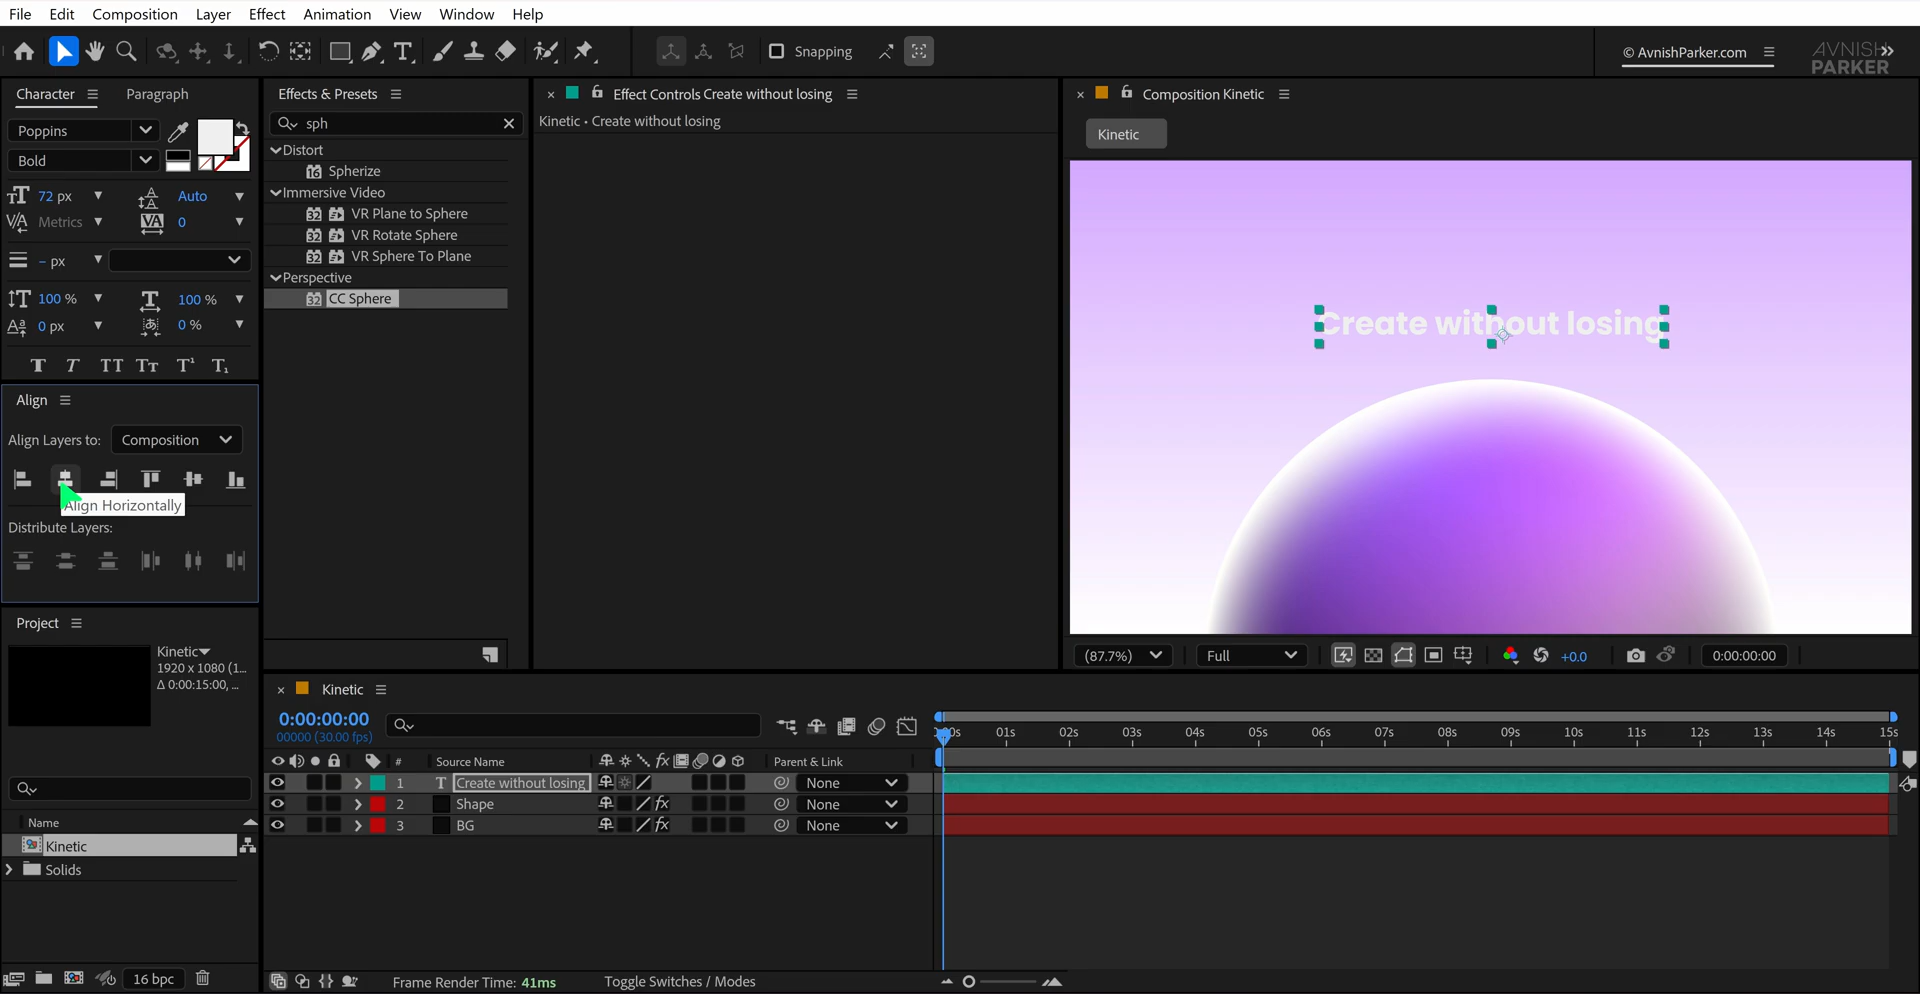 File Edit Composition Layer Effect Animation View Window Help
Snapping
© AvnishParker.com
AVNISH
PARKER
Character Paragraph
Poppins
Bold
72 px Auto
Metrics 0
– px
100 % 100 %
0 px 0 %
Align
Align Layers to: Composition
Align Horizontally
Distribute Layers:
Project
Kinetic
1920 x 1080 (1...
Δ 0:00:15:00, ...
Name
Kinetic
Solids
16 bpc
Effects & Presets
sph
Distort
16 Spherize
Immersive Video
32 VR Plane to Sphere
32 VR Rotate Sphere
32 VR Sphere To Plane
Perspective
32 CC Sphere
Effect Controls Create without losing
Kinetic • Create without losing
Composition Kinetic
Kinetic
Create without losing
(87.7%) Full +0.0 0:00:00:00
Kinetic
0:00:00:00
00000 (30.00 fps)
# Source Name Parent & Link
1 T Create without losing None
2 Shape None
3 BG None
01s 02s 03s 04s 05s 06s 07s 08s 09s 10s 11s 12s 13s 14s 15s
Frame Render Time: 41ms Toggle Switches / Modes